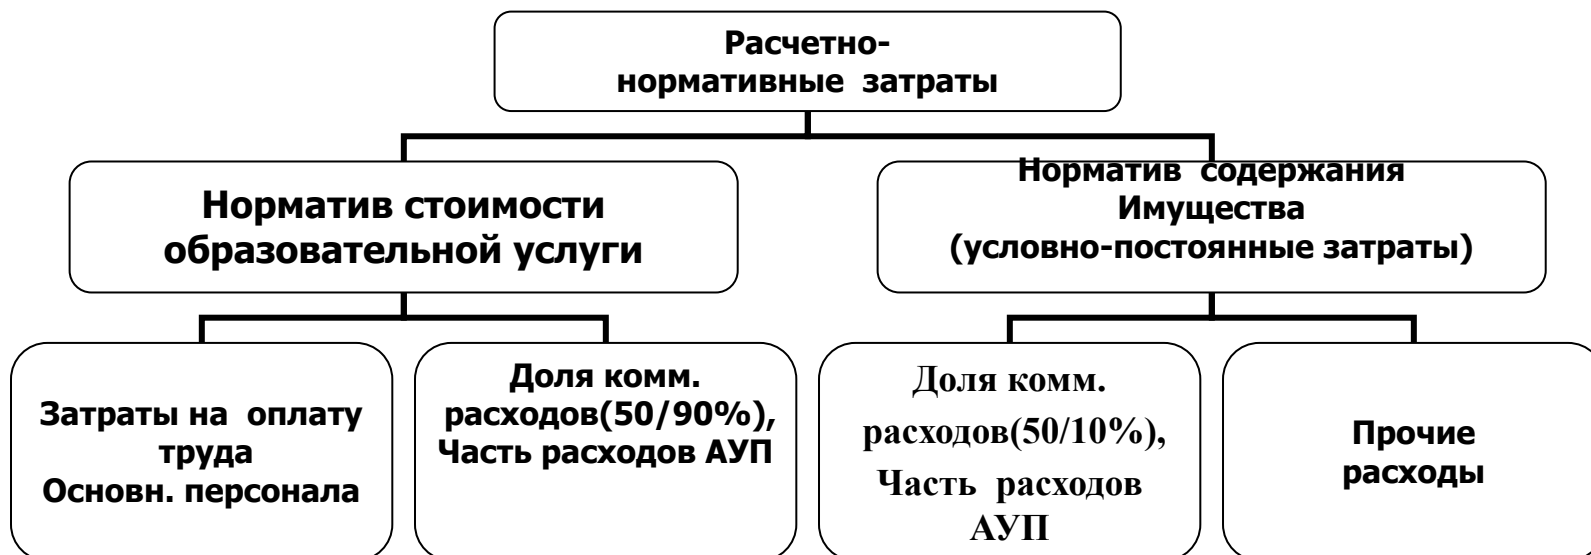 Расчетно-
нормативные затраты
Норматив стоимости
образовательной услуги
Норматив содержания
Имущества
(условно-постоянные затраты)
Затраты на оплату
труда
Основн. персонала
Доля комм.
расходов(50/90%),
Часть расходов АУП
Доля комм.
расходов(50/10%),
Часть расходов
АУП
Прочие
расходы